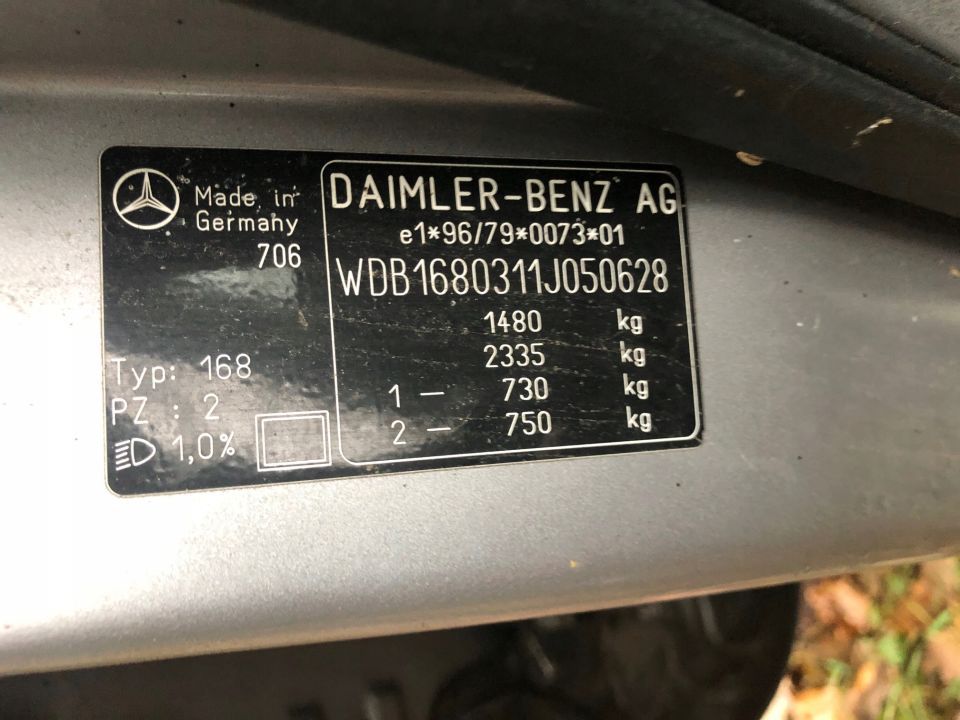 Made in
Germany
706
Typ: 168
PZ : 2
1,0%
DAIMLER-BENZ AG
e1*96/79*0073*01
WDB1680311J050628
1480 kg
2335 kg
1 — 730 kg
2 — 750 kg